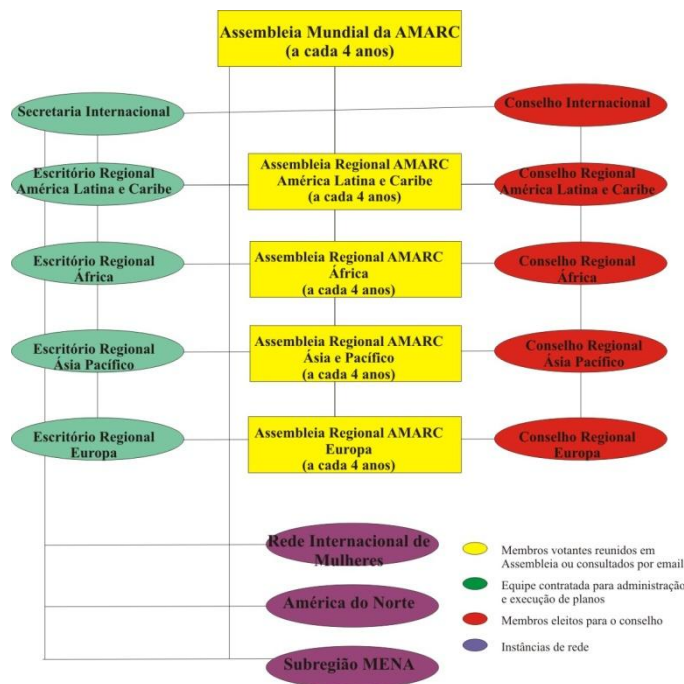 Assembleia Mundial da AMARC
(a cada 4 anos)
Secretaria Internacional
Conselho Internacional
Escritório Regional
América Latina e Caribe
Assembleia Regional AMARC
América Latina e Caribe
(a cada 4 anos)
Conselho Regional
América Latina e Caribe
Escritório Regional
África
Assembleia Regional AMARC
África
(a cada 4 anos)
Conselho Regional
África
Escritório Regional
Ásia Pacífico
Assembleia Regional AMARC
Ásia e Pacífico
(a cada 4 anos)
Conselho Regional
Ásia Pacífico
Escritório Regional
Europa
Assembleia Regional AMARC
Europa
(a cada 4 anos)
Conselho Regional
Europa
Rede Internacional de
Mulheres
América do Norte
Subregião MENA
Membros votantes reunidos em
Assembleia ou consultados por email
Equipe contratada para administração
e execução de planos
Membros eleitos para o conselho
Instâncias de rede